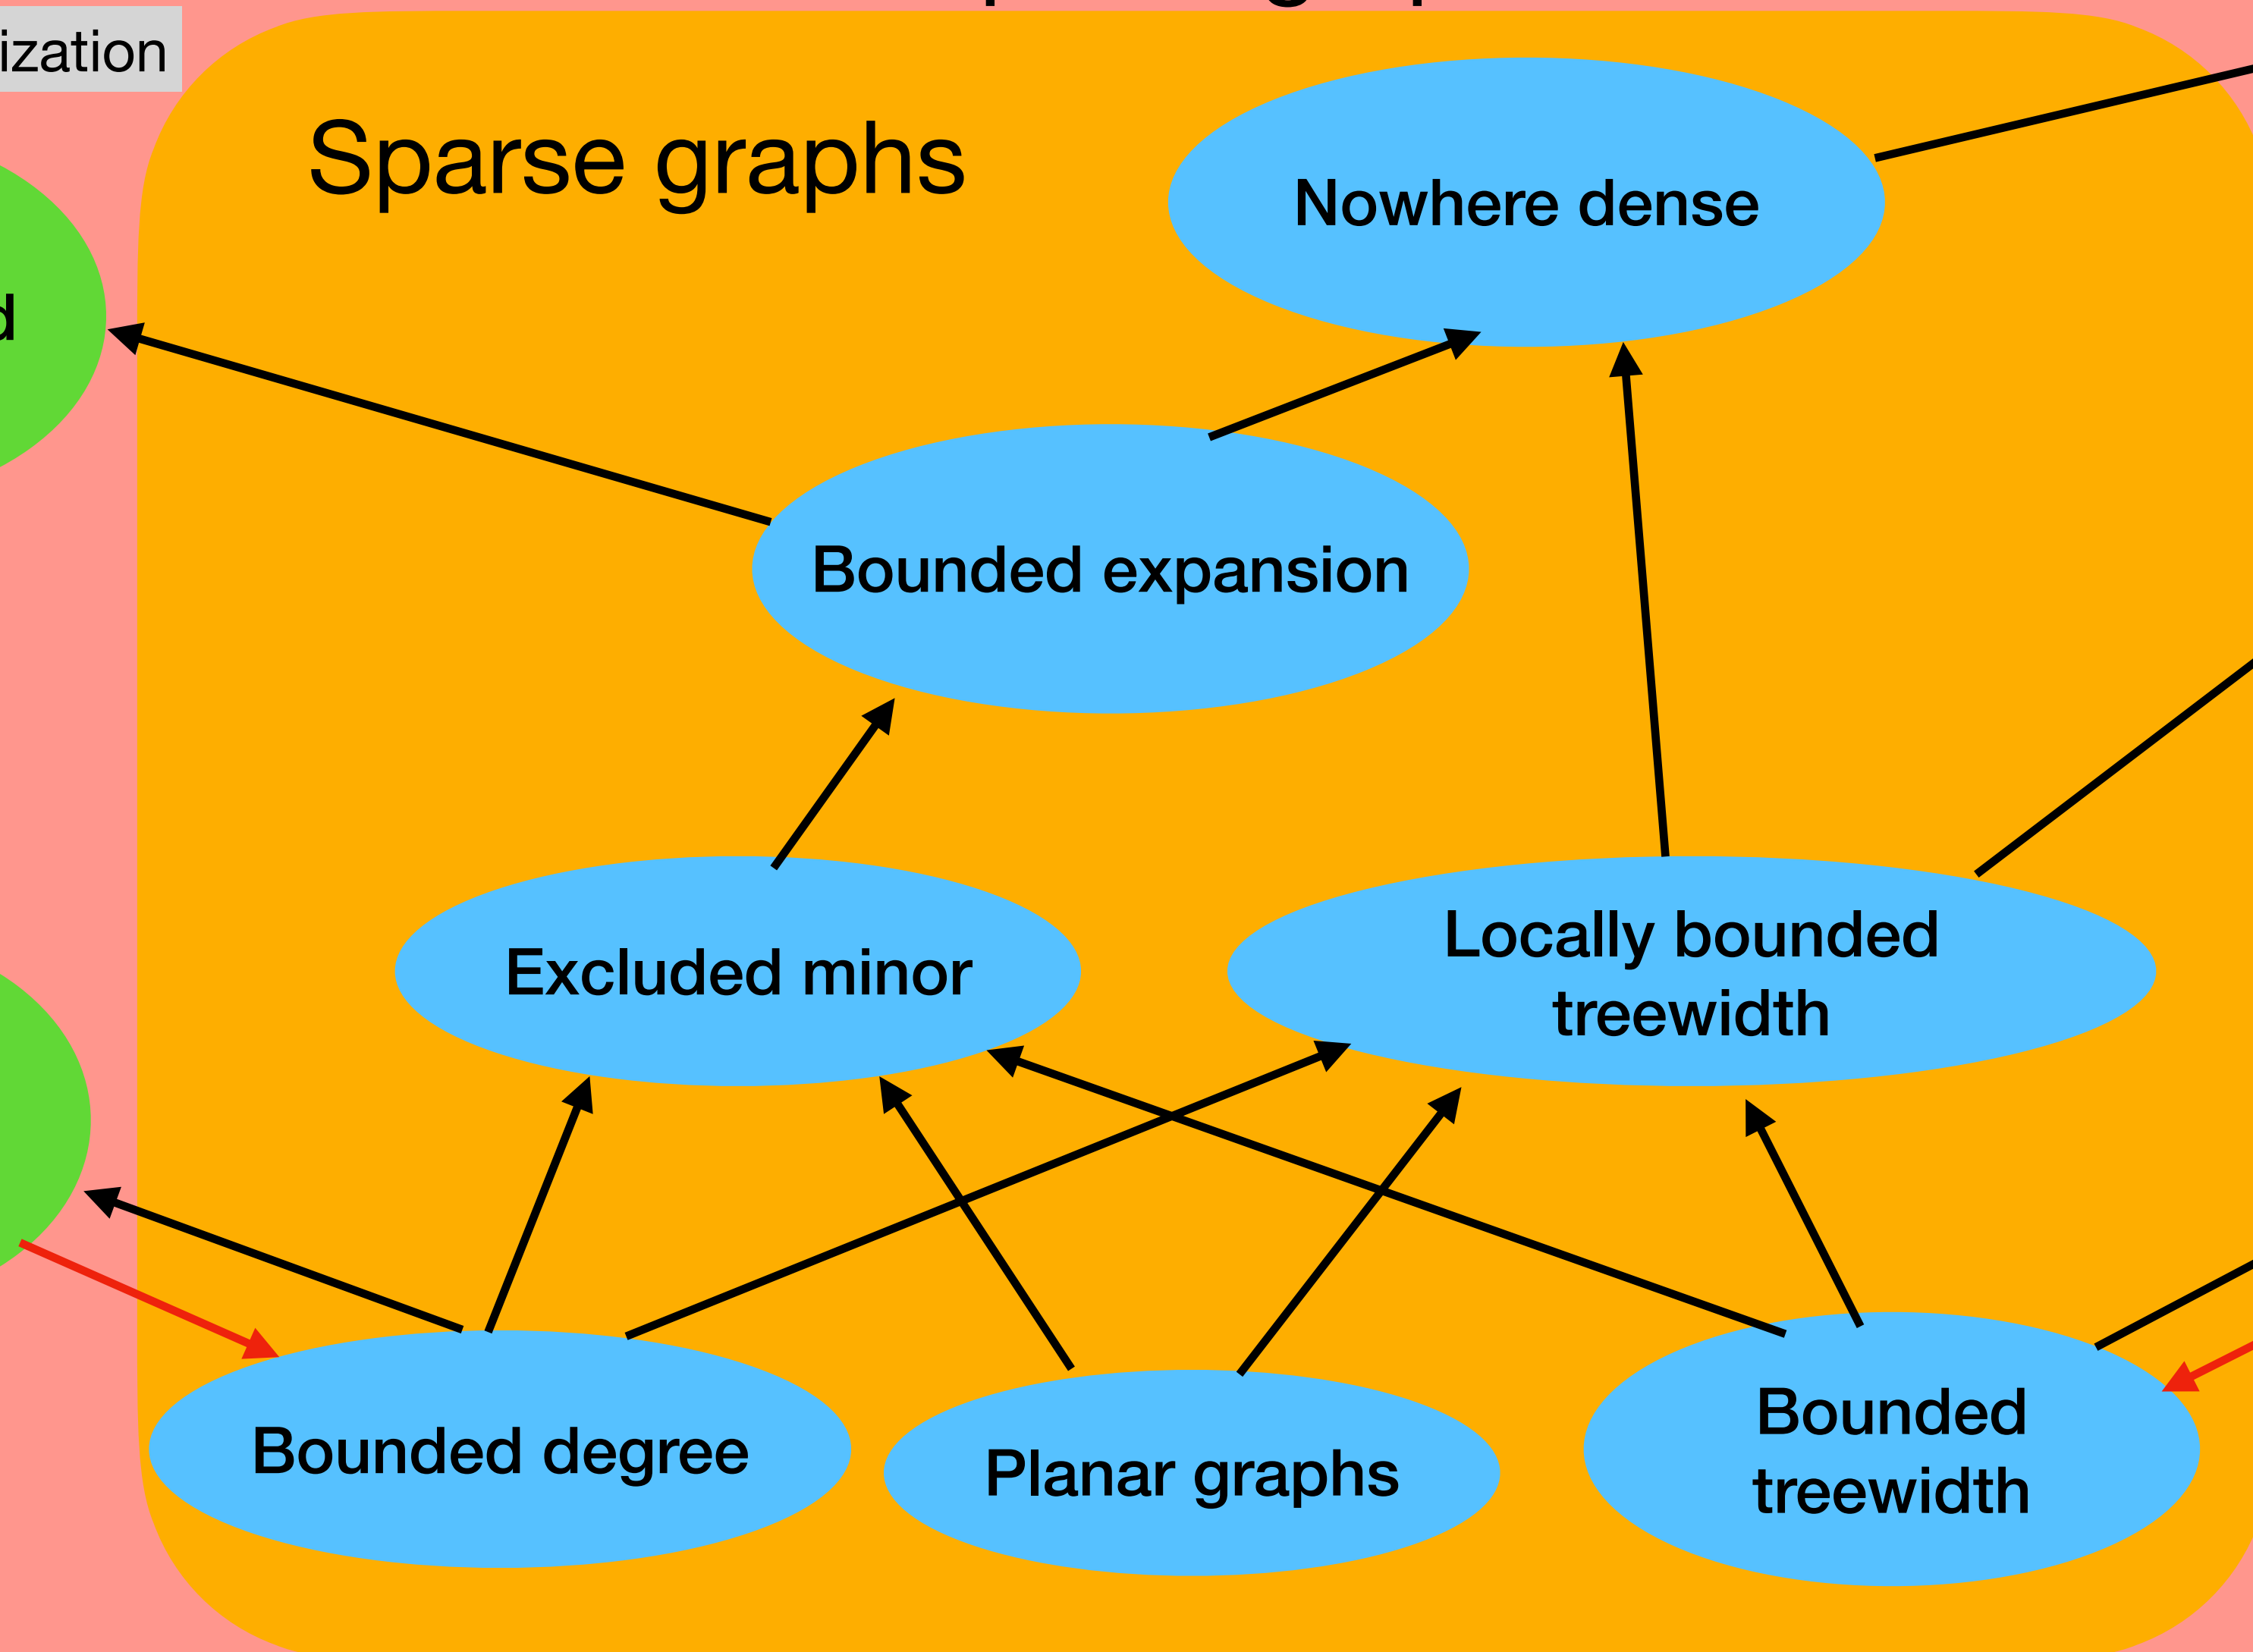 ization
Sparse graphs
Nowhere dense
d
Bounded expansion
Excluded minor
Locally bounded
treewidth
Bounded degree
Planar graphs
Bounded
treewidth